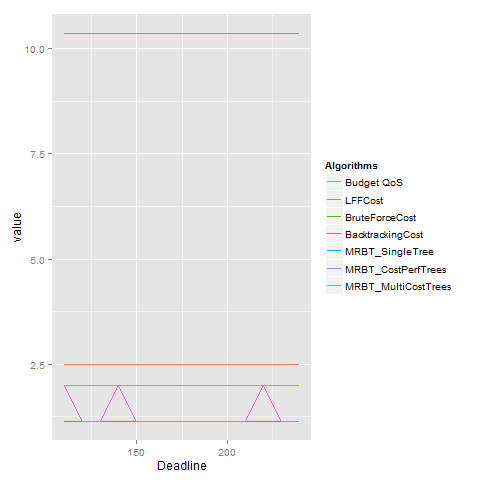 10.0
7.5
5.0
2.5
value
150
200
Deadline
Algorithms
Budget QoS
LFFCost
BruteForceCost
BacktrackingCost
MRBT_SingleTree
MRBT_CostPerfTrees
MRBT_MultiCostTrees